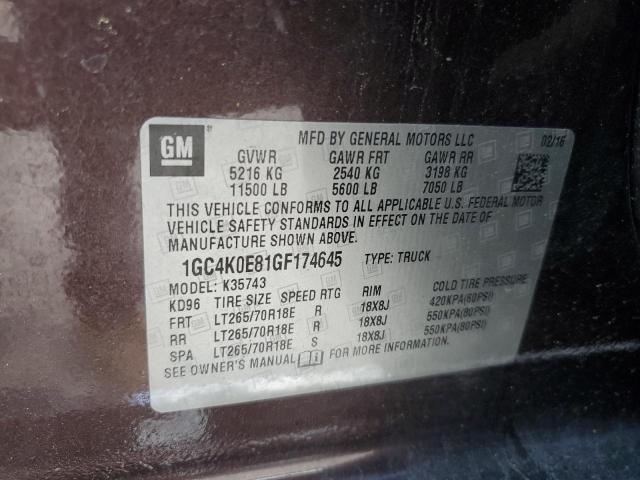 GM
MFD BY GENERAL MOTORS LLC 02/16
GVWR GAWR FRT GAWR RR
5216 KG 2540 KG 3198 KG
11500 LB 5600 LB 7050 LB
THIS VEHICLE CONFORMS TO ALL APPLICABLE U.S. FEDERAL MOTOR
VEHICLE SAFETY STANDARDS IN EFFECT ON THE DATE OF
MANUFACTURE SHOWN ABOVE.
1GC4K0E81GF174645 TYPE: TRUCK
MODEL: K35743
KD96 TIRE SIZE SPEED RTG RIM COLD TIRE PRESSURE
FRT LT265/70R18E R 18X8J 420KPA(60PSI)
RR LT265/70R18E R 18X8J 550KPA(80PSI)
SPA LT265/70R18E S 18X8J 550KPA(80PSI)
SEE OWNER'S MANUAL FOR MORE INFORMATION.